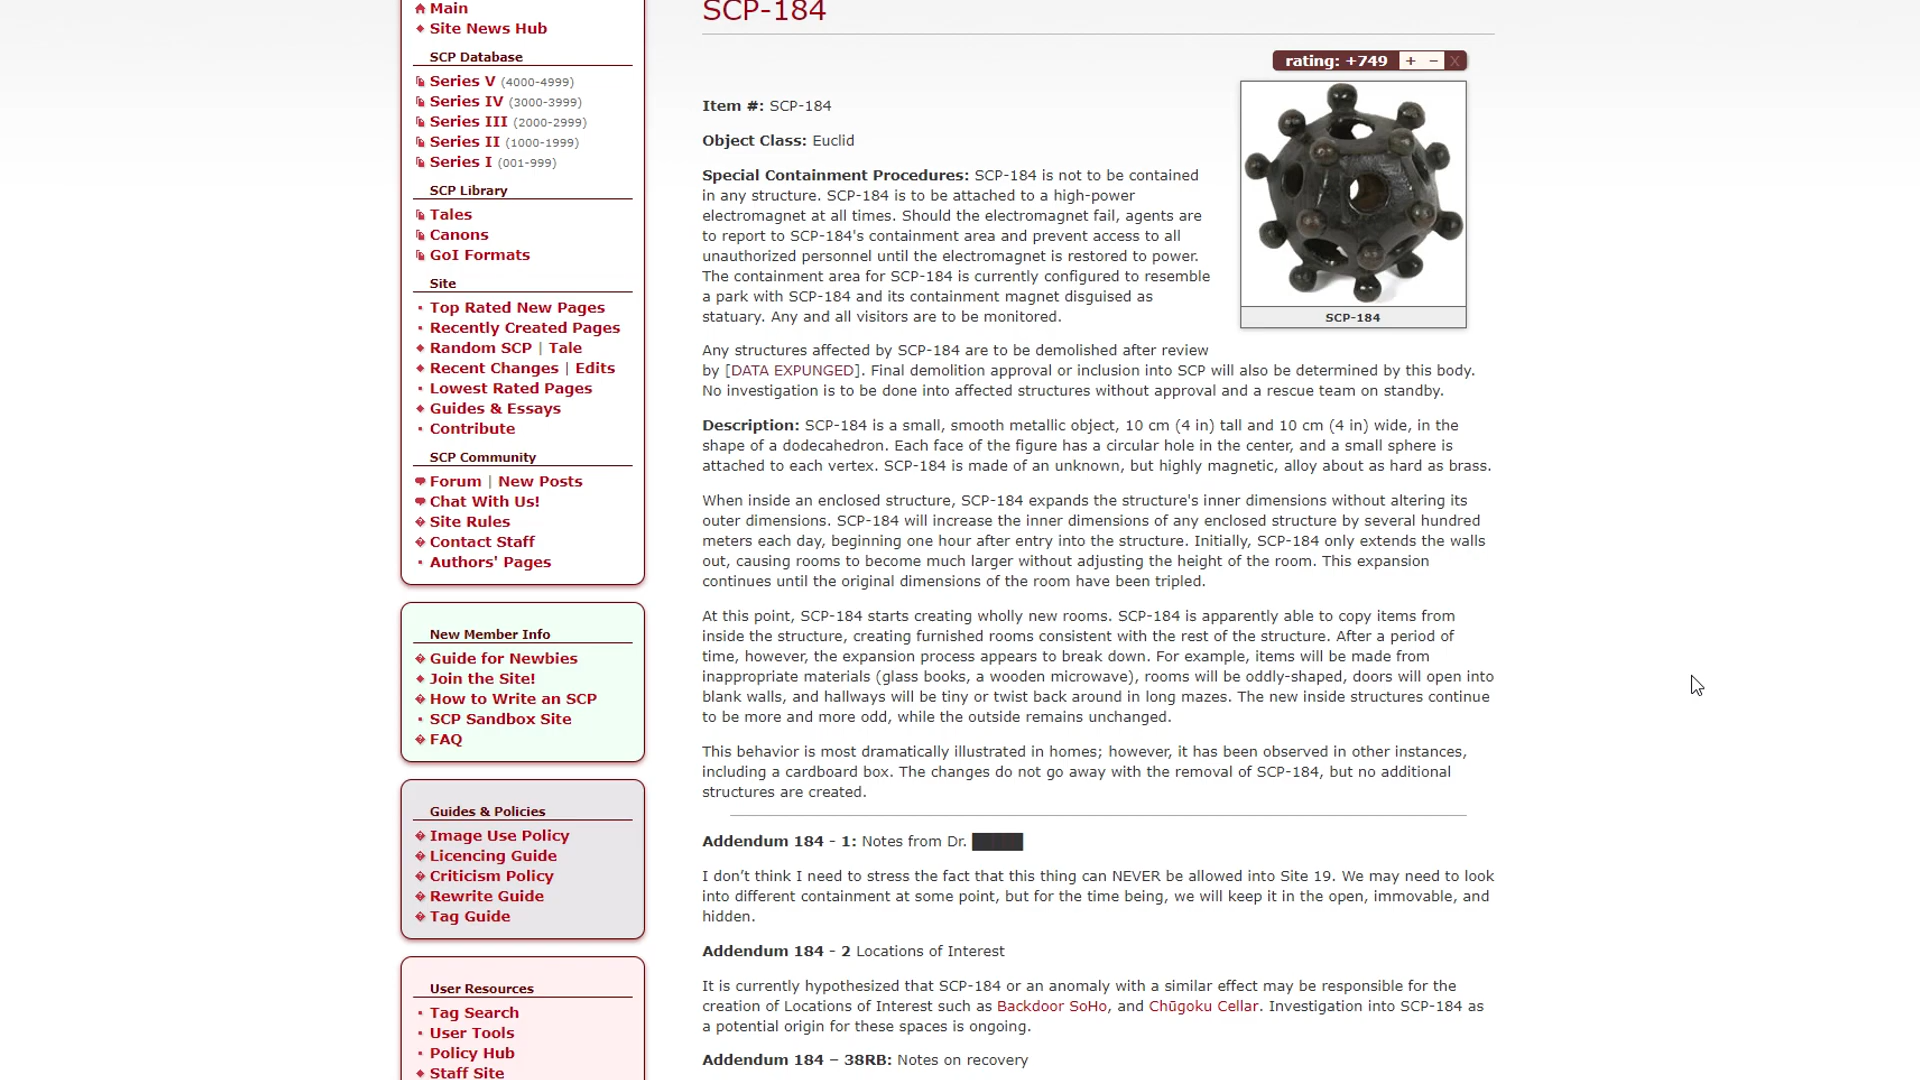 Main
Site News Hub
SCP Database
Series V (4000-4999)
Series IV (3000-3999)
Series III (2000-2999)
Series II (1000-1999)
Series I (001-999)
SCP Library
Tales
Canons
GoI Formats
Site
Top Rated New Pages
Recently Created Pages
Random SCP | Tale
Recent Changes | Edits
Lowest Rated Pages
Guides & Essays
Contribute
SCP Community
Forum | New Posts
Chat With Us!
Site Rules
Contact Staff
Authors' Pages
New Member Info
Guide for Newbies
Join the Site!
How to Write an SCP
SCP Sandbox Site
FAQ
Guides & Policies
Image Use Policy
Licencing Guide
Criticism Policy
Rewrite Guide
Tag Guide
User Resources
Tag Search
User Tools
Policy Hub
Staff Site
SCP-184
rating: +749 + – X
SCP-184
Item #: SCP-184
Object Class: Euclid
Special Containment Procedures: SCP-184 is not to be contained
in any structure. SCP-184 is to be attached to a high-power
electromagnet at all times. Should the electromagnet fail, agents are
to report to SCP-184's containment area and prevent access to all
unauthorized personnel until the electromagnet is restored to power.
The containment area for SCP-184 is currently configured to resemble
a park with SCP-184 and its containment magnet disguised as
statuary. Any and all visitors are to be monitored.
Any structures affected by SCP-184 are to be demolished after review
by [DATA EXPUNGED]. Final demolition approval or inclusion into SCP will also be determined by this body.
No investigation is to be done into affected structures without approval and a rescue team on standby.
Description: SCP-184 is a small, smooth metallic object, 10 cm (4 in) tall and 10 cm (4 in) wide, in the
shape of a dodecahedron. Each face of the figure has a circular hole in the center, and a small sphere is
attached to each vertex. SCP-184 is made of an unknown, but highly magnetic, alloy about as hard as brass.
When inside an enclosed structure, SCP-184 expands the structure's inner dimensions without altering its
outer dimensions. SCP-184 will increase the inner dimensions of any enclosed structure by several hundred
meters each day, beginning one hour after entry into the structure. Initially, SCP-184 only extends the walls
out, causing rooms to become much larger without adjusting the height of the room. This expansion
continues until the original dimensions of the room have been tripled.
At this point, SCP-184 starts creating wholly new rooms. SCP-184 is apparently able to copy items from
inside the structure, creating furnished rooms consistent with the rest of the structure. After a period of
time, however, the expansion process appears to break down. For example, items will be made from
inappropriate materials (glass books, a wooden microwave), rooms will be oddly-shaped, doors will open into
blank walls, and hallways will be tiny or twist back around in long mazes. The new inside structures continue
to be more and more odd, while the outside remains unchanged.
This behavior is most dramatically illustrated in homes; however, it has been observed in other instances,
including a cardboard box. The changes do not go away with the removal of SCP-184, but no additional
structures are created.
Addendum 184 - 1: Notes from Dr. █████
I don’t think I need to stress the fact that this thing can NEVER be allowed into Site 19. We may need to look
into different containment at some point, but for the time being, we will keep it in the open, immovable, and
hidden.
Addendum 184 - 2 Locations of Interest
It is currently hypothesized that SCP-184 or an anomaly with a similar effect may be responsible for the
creation of Locations of Interest such as Backdoor SoHo, and Chūgoku Cellar. Investigation into SCP-184 as
a potential origin for these spaces is ongoing.
Addendum 184 – 38RB: Notes on recovery